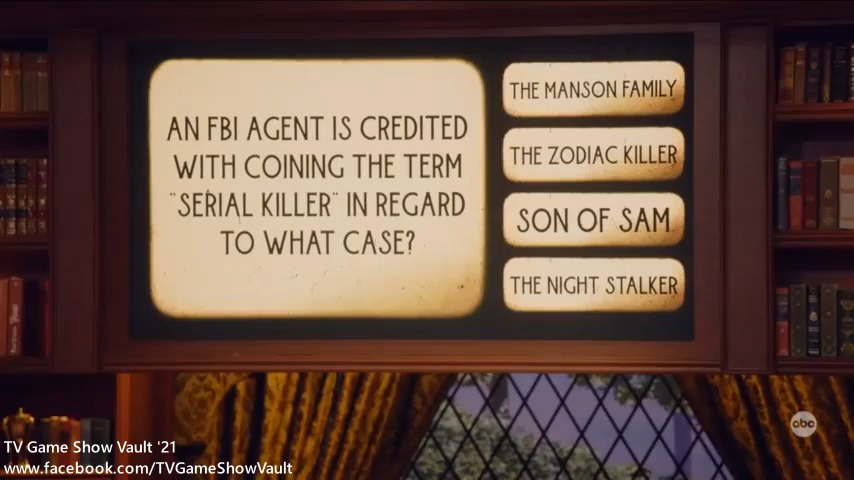 AN FBI AGENT IS CREDITED
WITH COINING THE TERM
"SERIAL KILLER" IN REGARD
TO WHAT CASE?
THE MANSON FAMILY
THE ZODIAC KILLER
SON OF SAM
THE NIGHT STALKER
abc
TV Game Show Vault '21
www.facebook.com/TVGameShowVault